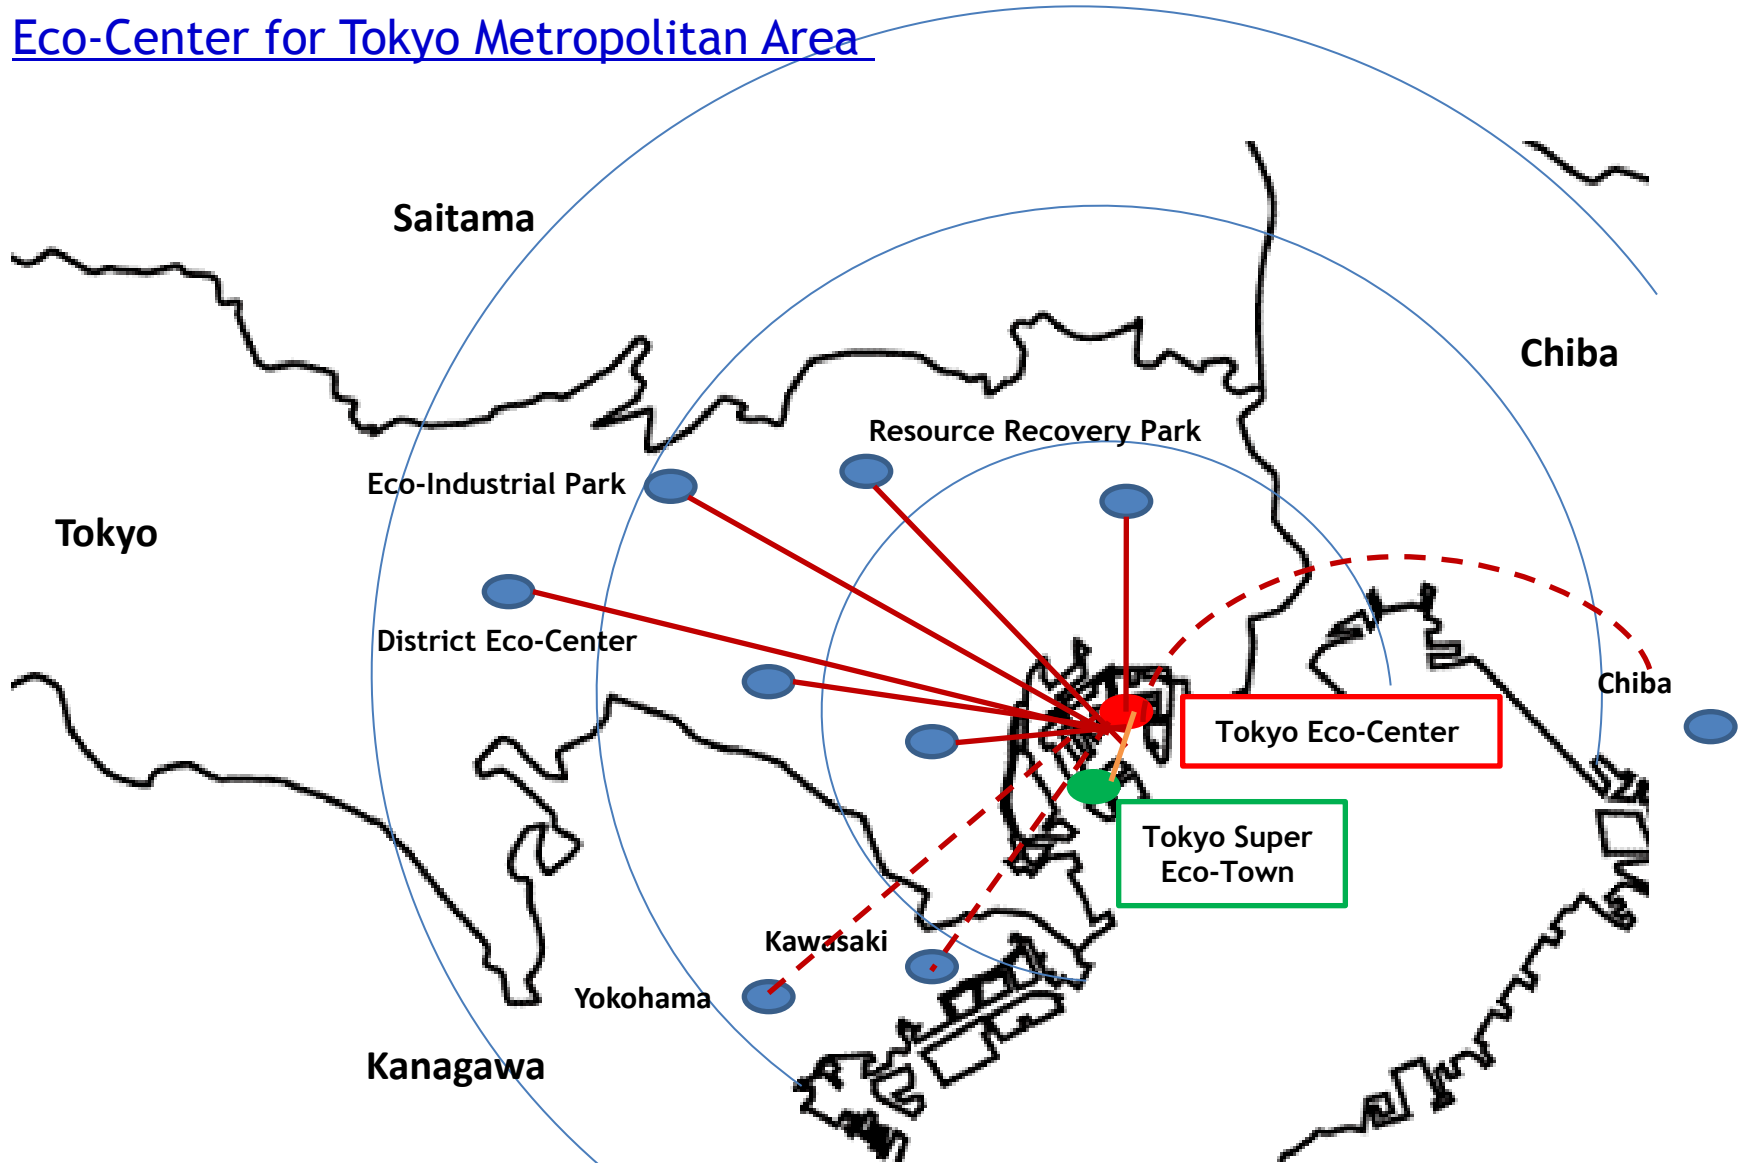 Eco-Center for Tokyo Metropolitan Area
Saitama
Chiba
Resource Recovery Park
Eco-Industrial Park
Tokyo
District Eco-Center
Chiba
Tokyo Eco-Center
Tokyo Super
Eco-Town
Kawasaki
Yokohama
Kanagawa